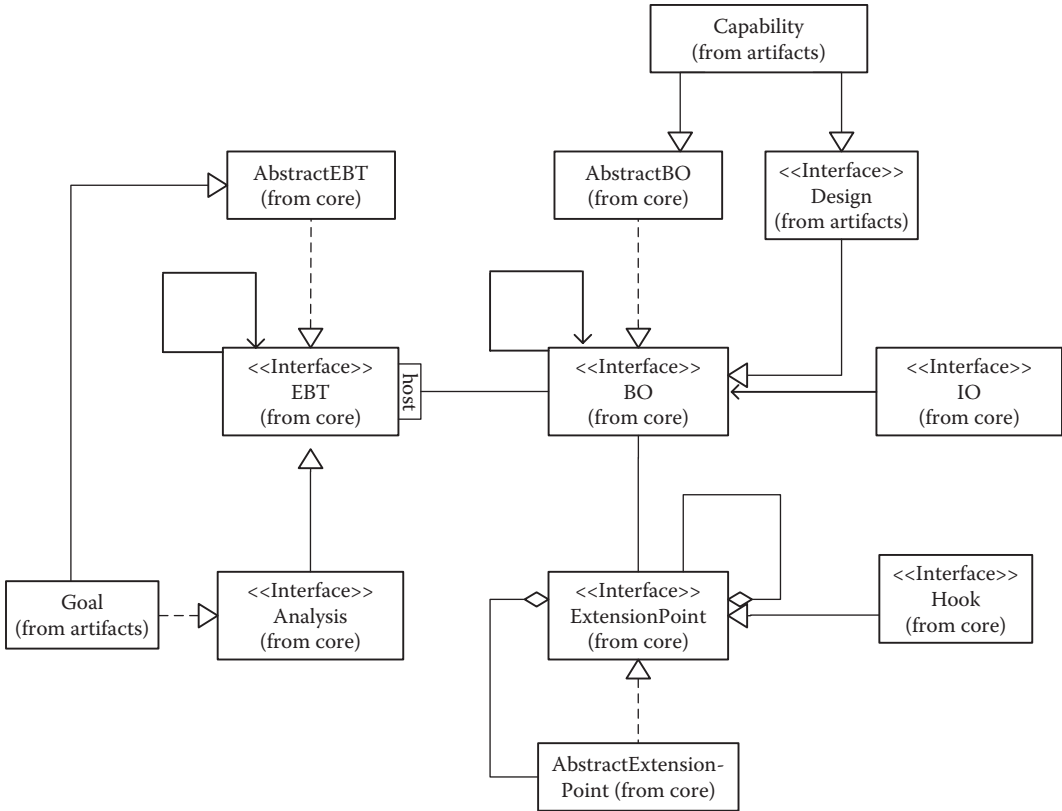 Capability
(from artifacts)
AbstractEBT
(from core)
AbstractBO
(from core)
<<Interface>>
Design
(from artifacts)
<<Interface>>
EBT
(from core)
host
<<Interface>>
BO
(from core)
<<Interface>>
IO
(from core)
Goal
(from artifacts)
<<Interface>>
Analysis
(from core)
<<Interface>>
ExtensionPoint
(from core)
<<Interface>>
Hook
(from core)
AbstractExtension-
Point (from core)